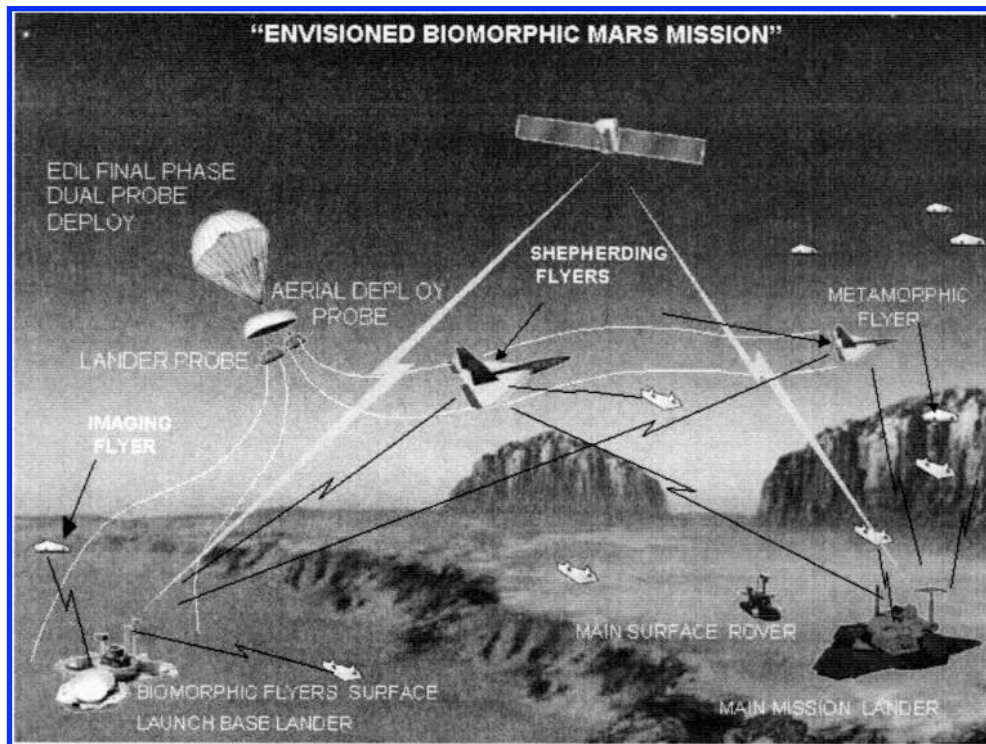 “ENVISIONED BIOMORPHIC MARS MISSION”
EDL FINAL PHASE
DUAL PROBE
DEPLOY
SHEPHERDING
FLYERS
AERIAL DEPLOY
PROBE
METAMORPHIC
FLYER
LANDER PROBE
IMAGING
FLYER
MAIN SURFACE ROVER
BIOMORPHIC FLYERS SURFACE
LAUNCH BASE LANDER
MAIN MISSION LANDER